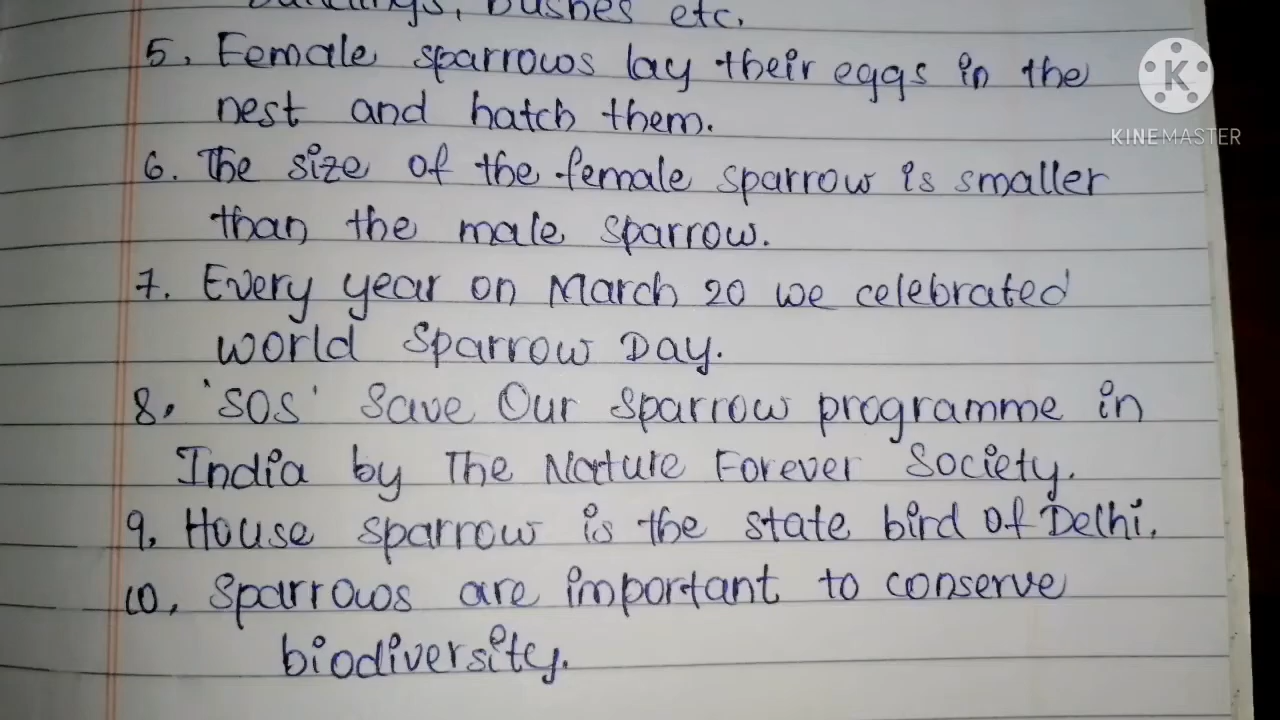 buildings, bushes etc.
5. Female sparrows lay their eggs in the
nest and hatch them.
6. The size of the female sparrow is smaller
than the male sparrow.
7. Every year on March 20 we celebrated
world Sparrow Day.
8. 'SOS' Save Our Sparrow programme in
India by The Nature Forever Society.
9. House sparrow is the state bird of Delhi.
10. Sparrows are important to conserve
biodiversity.
K
KINEMASTER